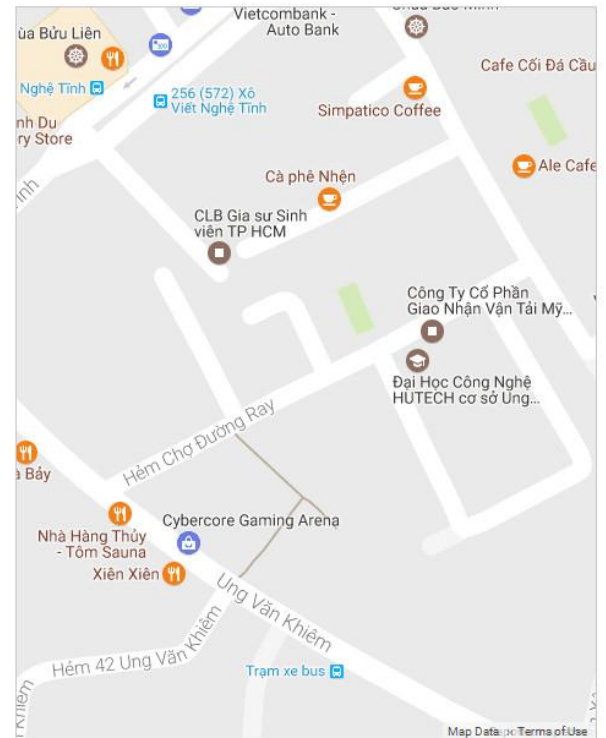 Vietcombank -
Auto Bank
ùa Bửu Liên
Cafe Cối Đá Cầu
Nghệ Tĩnh
256 (572) Xô
Viết Nghệ Tĩnh
Simpatico Coffee
nh Du
ry Store
Ale Cafe
Cà phê Nhện
CLB Gia sư Sinh
viên TP HCM
Công Ty Cổ Phần
Giao Nhận Vận Tải Mỹ...
Đại Học Công Nghệ
HUTECH cơ sở Ung...
Hẻm Chợ Đường Ray
Bảy
Cybercore Gaming Arena
Nhà Hàng Thủy
- Tôm Sauna
Xiên Xiên
Ung Văn Khiêm
Hẻm 42 Ung Văn Khiêm
Trạm xe bus
Khiêm
Map Data
Terms of Use